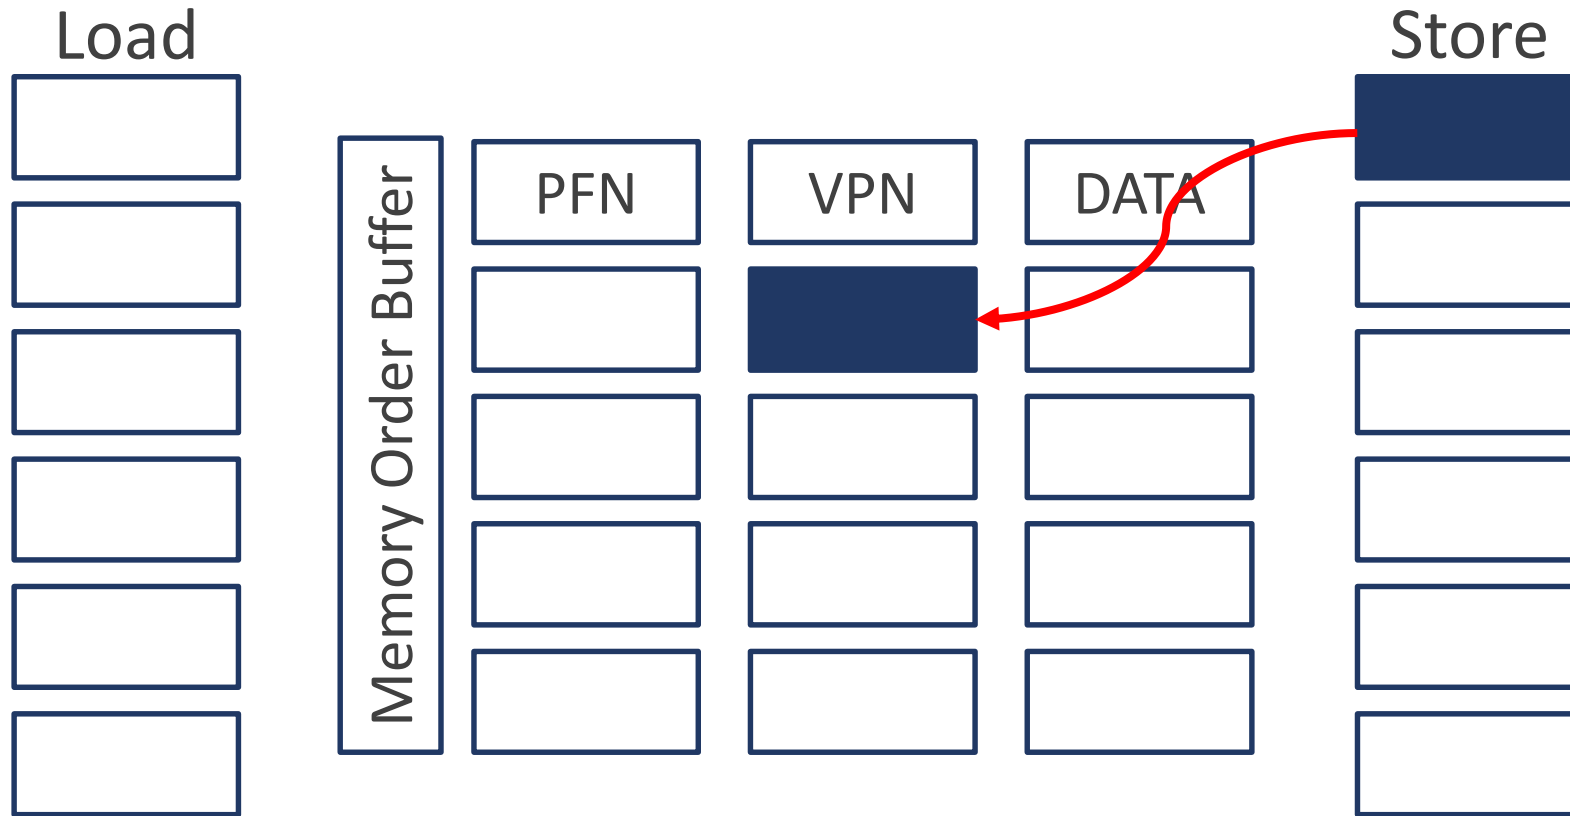 Load
Store
Memory Order Buffer
PFN
VPN
DATA